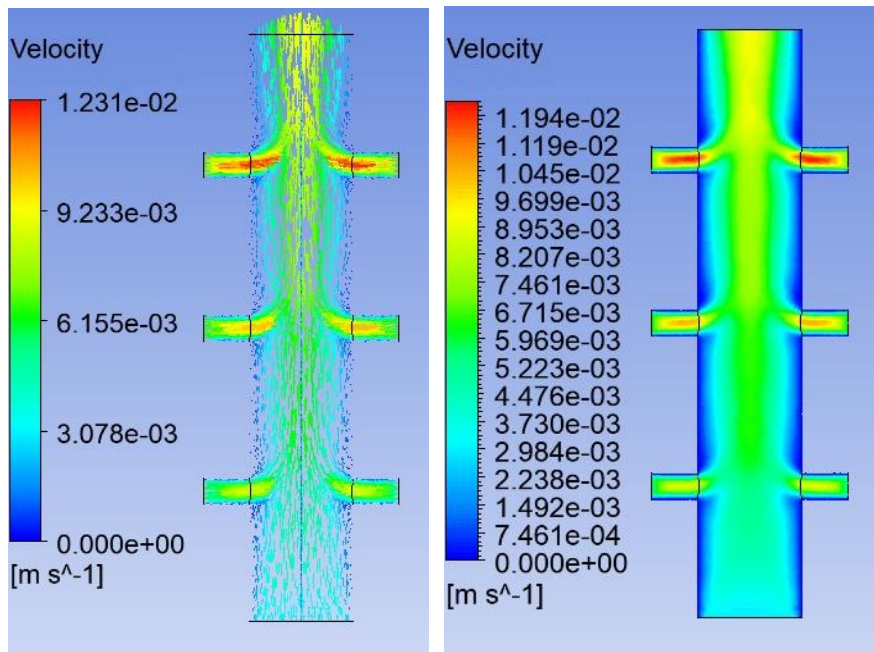 Velocity
1.231e-02
9.233e-03
6.155e-03
3.078e-03
0.000e+00
[m s^-1]
Velocity
1.194e-02
1.119e-02
1.045e-02
9.699e-03
8.953e-03
8.207e-03
7.461e-03
6.715e-03
5.969e-03
5.223e-03
4.476e-03
3.730e-03
2.984e-03
2.238e-03
1.492e-03
7.461e-04
0.000e+00
[m s^-1]